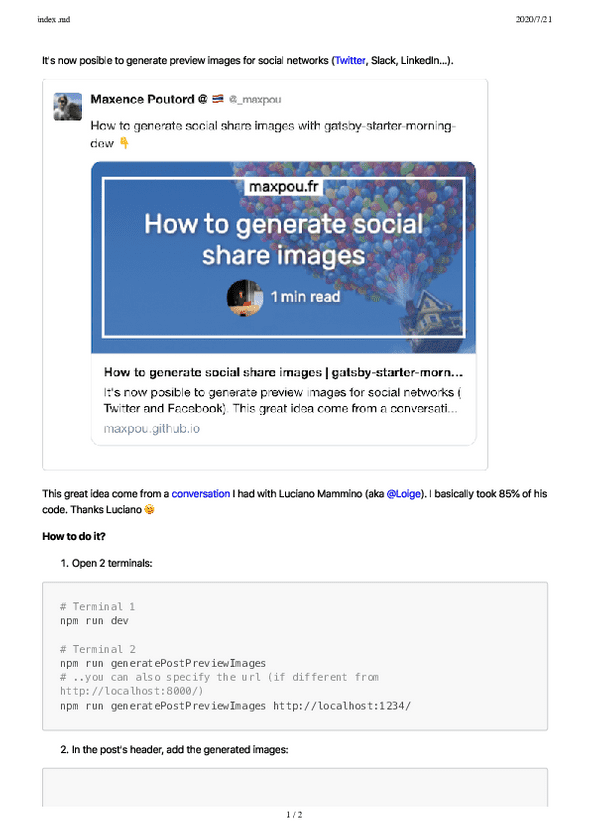 index.md 2020/7/21
It's now posible to generate preview images for social networks (Twitter, Slack, LinkedIn...).
Maxence Poutord @ 🇹🇭 @_maxpou
How to generate social share images with gatsby-starter-morning-
dew 👇
maxpou.fr
How to generate social
share images
1 min read
How to generate social share images | gatsby-starter-morn...
It's now posible to generate preview images for social networks (
Twitter and Facebook). This great idea come from a conversati...
maxpou.github.io
This great idea come from a conversation I had with Luciano Mammino (aka @Loige). I basically took 85% of his
code. Thanks Luciano 😘
How to do it?
1. Open 2 terminals:
# Terminal 1
npm run dev
# Terminal 2
npm run generatePostPreviewImages
# ..you can also specify the url (if different from
http://localhost:8000/)
npm run generatePostPreviewImages http://localhost:1234/
2. In the post's header, add the generated images:
1 / 2